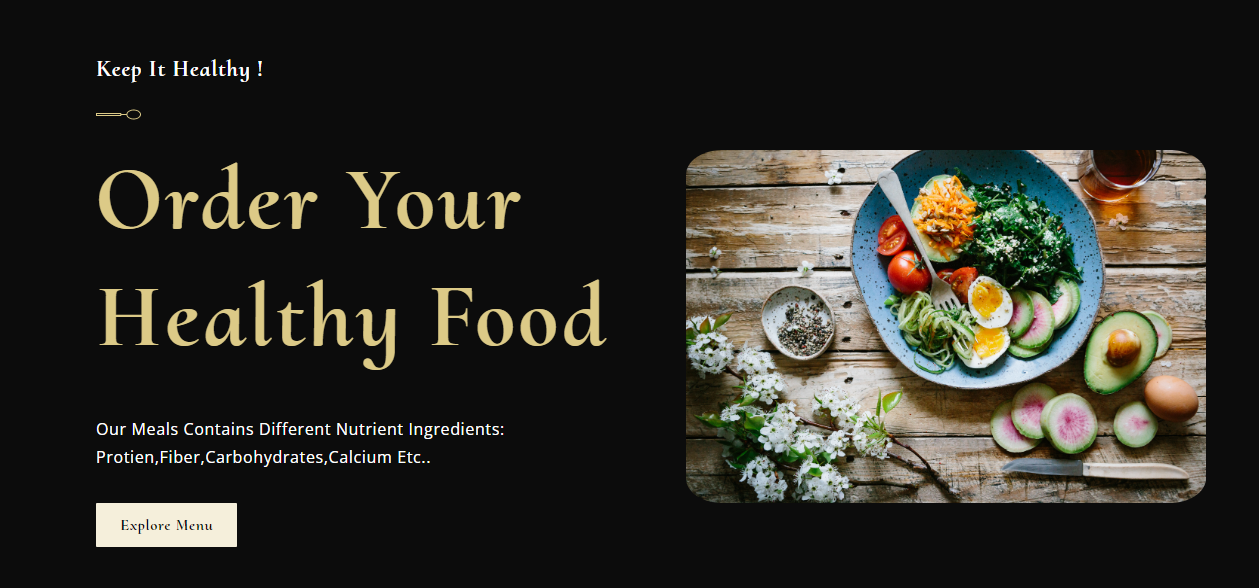 Keep It Healthy !
Order Your
Healthy Food
Our Meals Contains Different Nutrient Ingredients:
Protien,Fiber,Carbohydrates,Calcium Etc..
Explore Menu